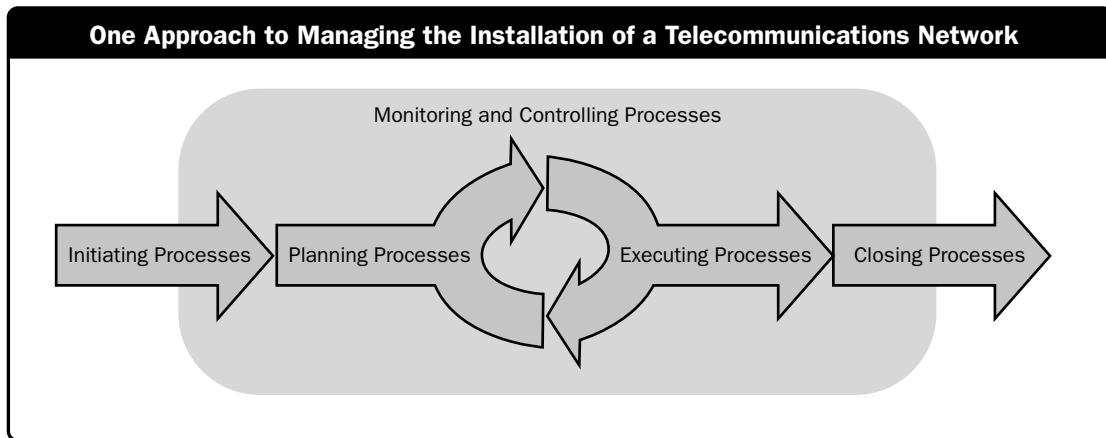 One Approach to Managing the Installation of a Telecommunications Network
Monitoring and Controlling Processes
Initiating Processes
Planning Processes
Executing Processes
Closing Processes